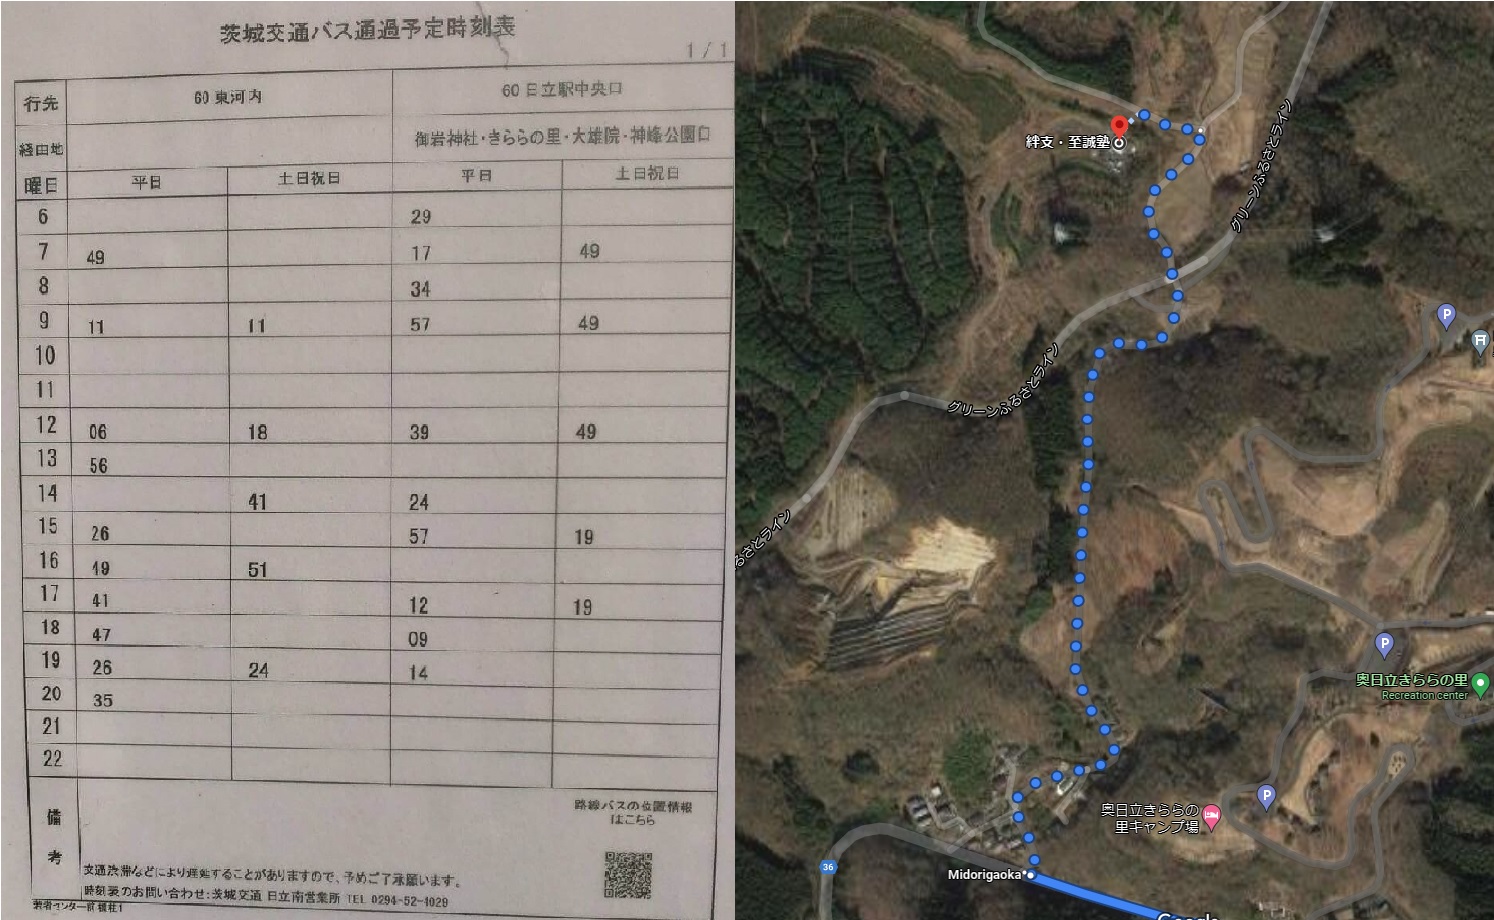 茨城交通バス通過予定時刻表
1 / 1
行先 60 東河内 60 日立駅中央口
経由地 御岩神社・きららの里・大雄院・神峰公園口
曜日 平日 土日祝日 平日 土日祝日
6 29
7 49 17 49
8 34
9 11 11 57 49
10
11
12 06 18 39 49
13 56
14 41 24
15 26 57 19
16 49 51
17 41 12 19
18 47 09
19 26 24 14
20 35
21
22
備考
路線バスの位置情報
はこちら
交通渋滞などにより遅延することがありますので、予めご了承願います。
時刻表のお問い合わせ:茨城交通 日立南営業所 TEL 0294-52-4028
絆支・至誠塾
グリーンふるさとライン
グリーンふるさとライン
るさとライン
P
P
奥日立きららの里
Recreation center
P
奥日立きららの
里キャンプ場
36
Midorigaoka
Google